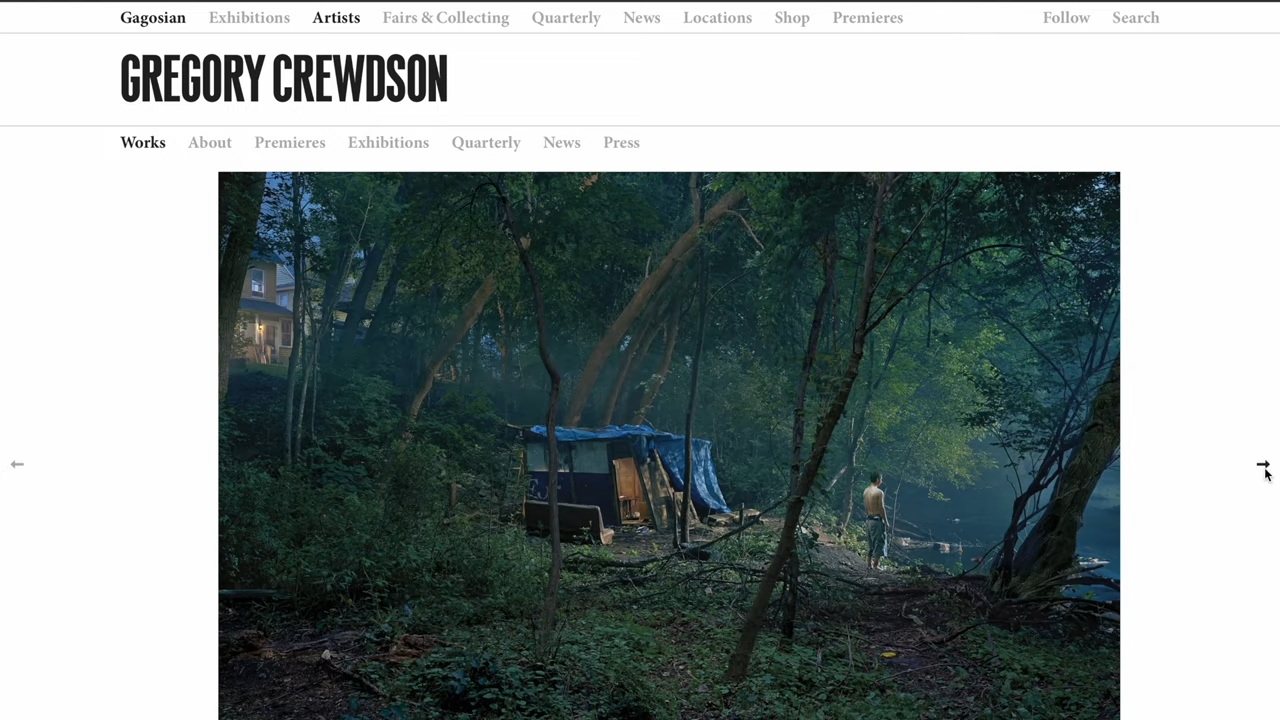 Gagosian Exhibitions Artists Fairs & Collecting Quarterly News Locations Shop Premieres Follow Search
GREGORY CREWDSON
Works About Premieres Exhibitions Quarterly News Press